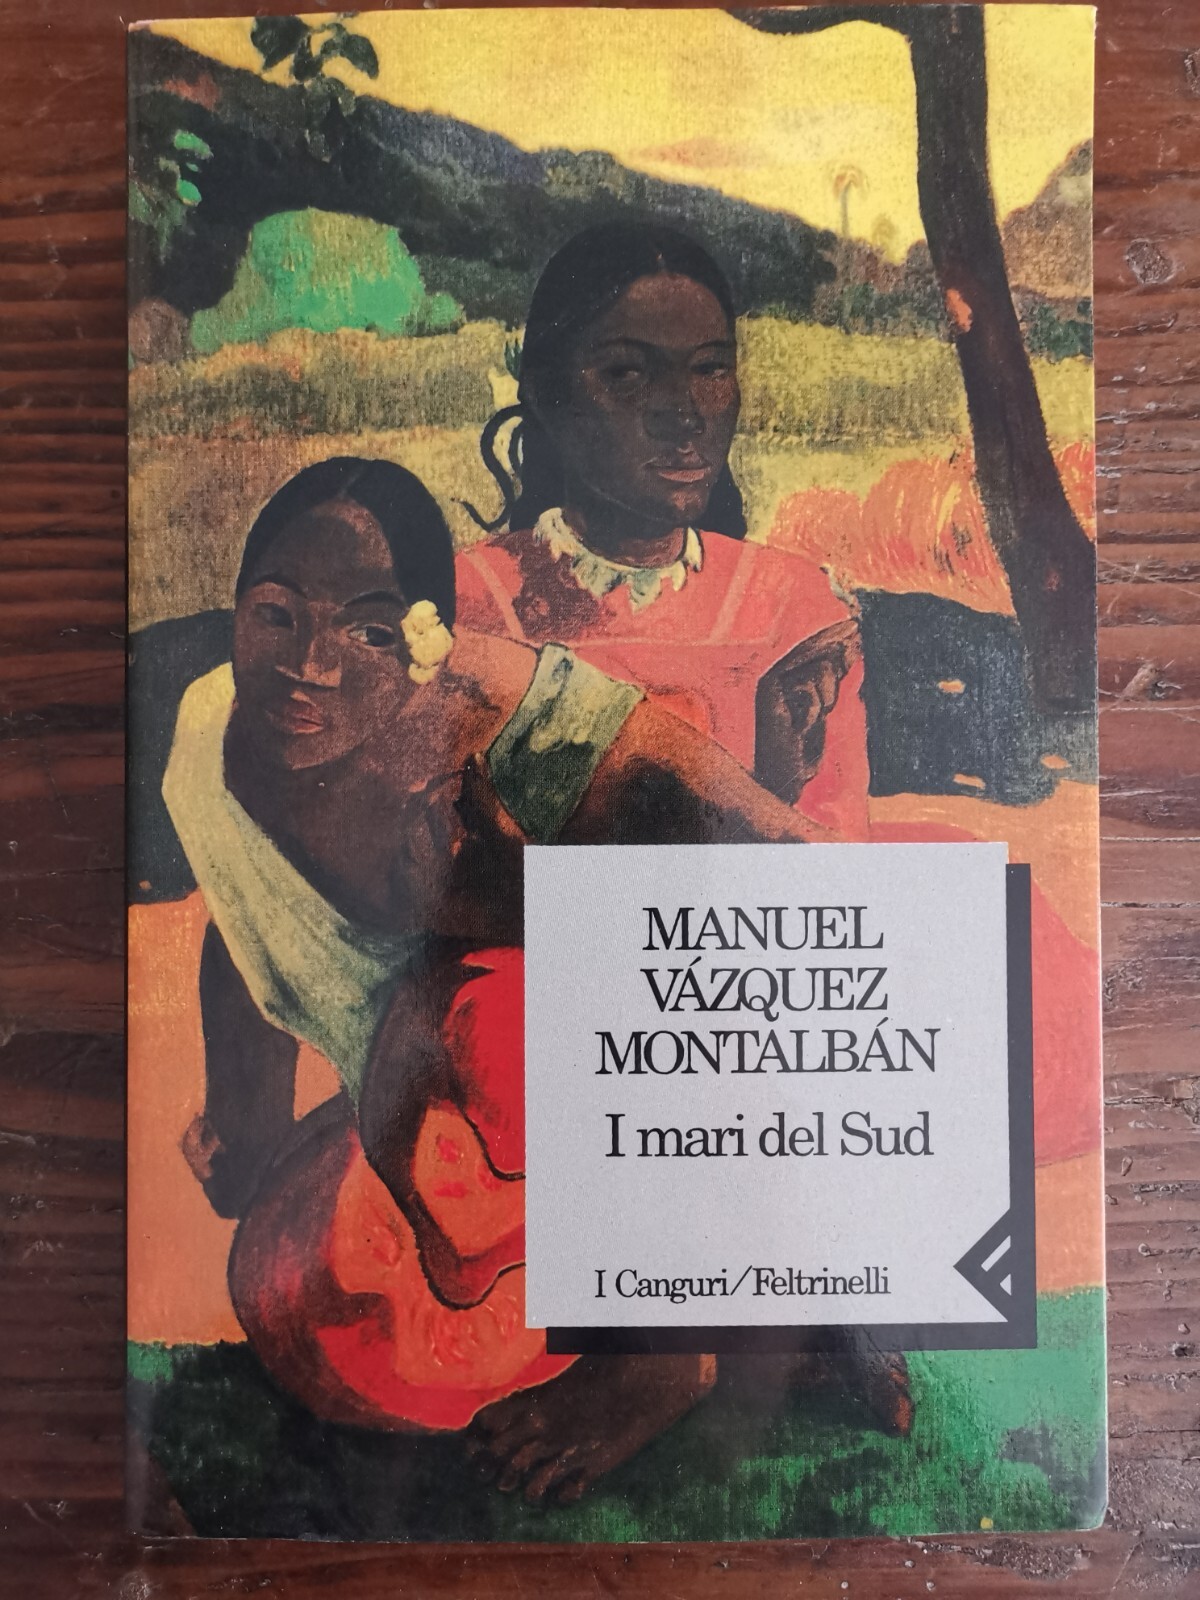 MANUEL
VÁZQUEZ
MONTALBÁN
I mari del Sud
I Canguri/Feltrinelli